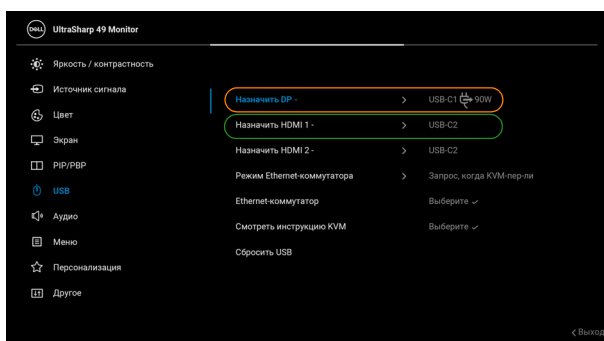 DELL UltraSharp 49 Monitor
Яркость / контрастность
Источник сигнала
Цвет
Экран
PIP/PBP
USB
Аудио
Меню
Персонализация
Другое
Назначить DP - > USB-C1 90W
Назначить HDMI 1 - > USB-C2
Назначить HDMI 2 - > USB-C2
Режим Ethernet-коммутатора > Запрос, когда KVM-пер-ли
Ethernet-коммутатор Выберите ✓
Смотреть инструкцию KVM Выберите ✓
Сбросить USB
< Выход